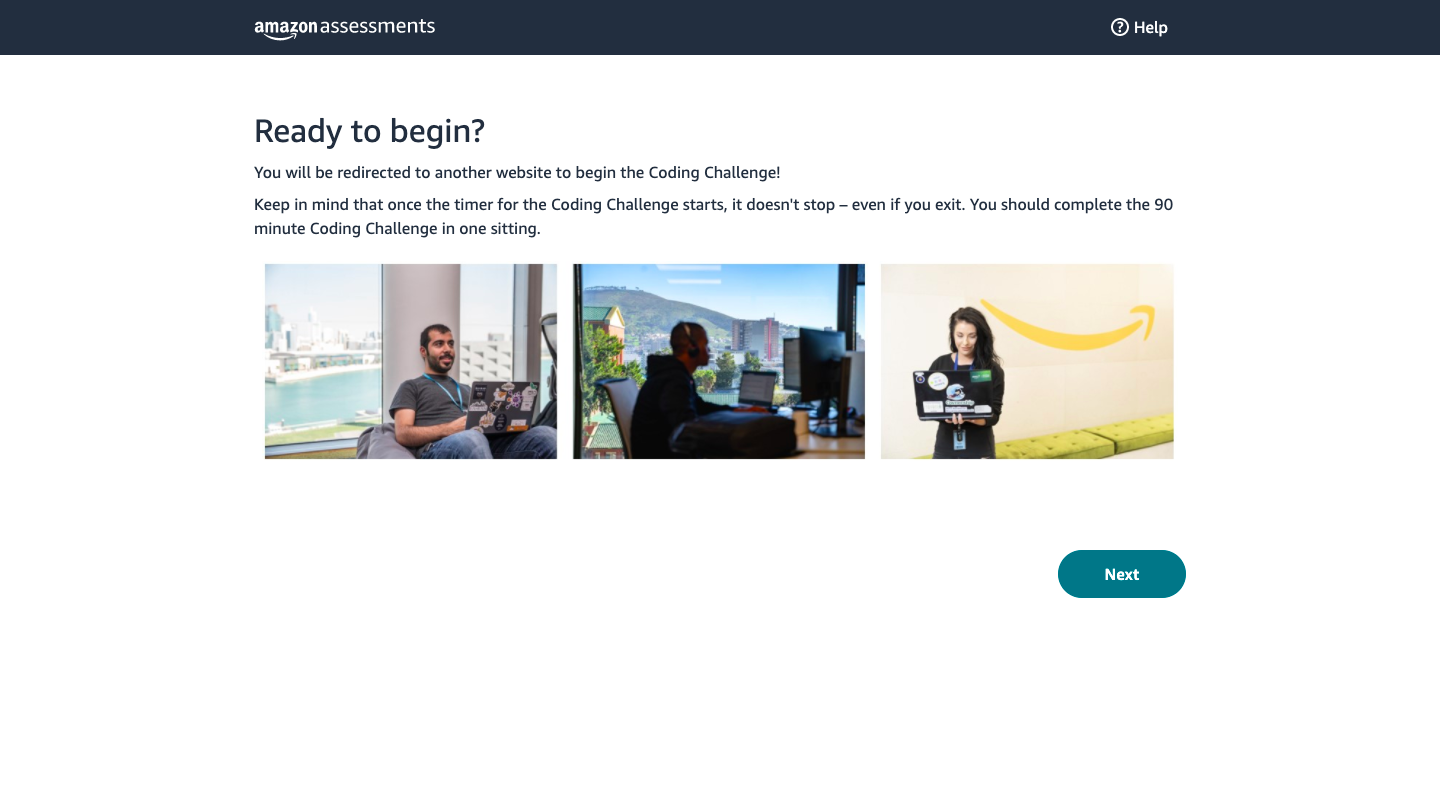 amazon assessments
Help
Ready to begin?
You will be redirected to another website to begin the Coding Challenge!
Keep in mind that once the timer for the Coding Challenge starts, it doesn't stop – even if you exit. You should complete the 90
minute Coding Challenge in one sitting.
Next